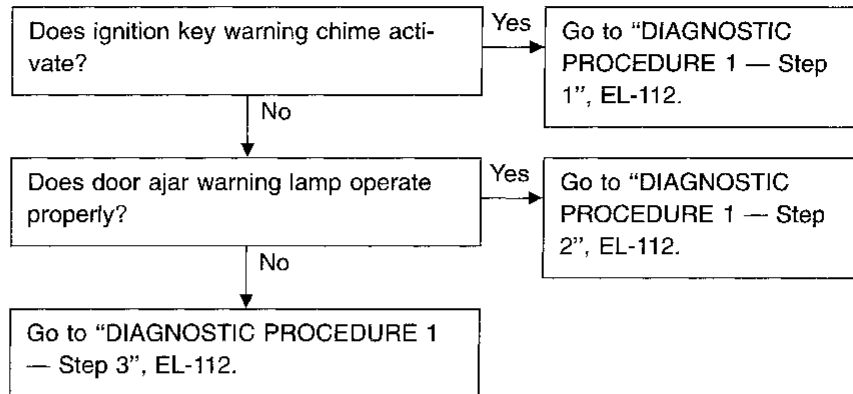 Does ignition key warning chime acti-
vate?
Yes
Go to “DIAGNOSTIC
PROCEDURE 1 — Step
1”, EL-112.
No
Does door ajar warning lamp operate
properly?
Yes
Go to “DIAGNOSTIC
PROCEDURE 1 — Step
2”, EL-112.
No
Go to “DIAGNOSTIC PROCEDURE 1
— Step 3”, EL-112.